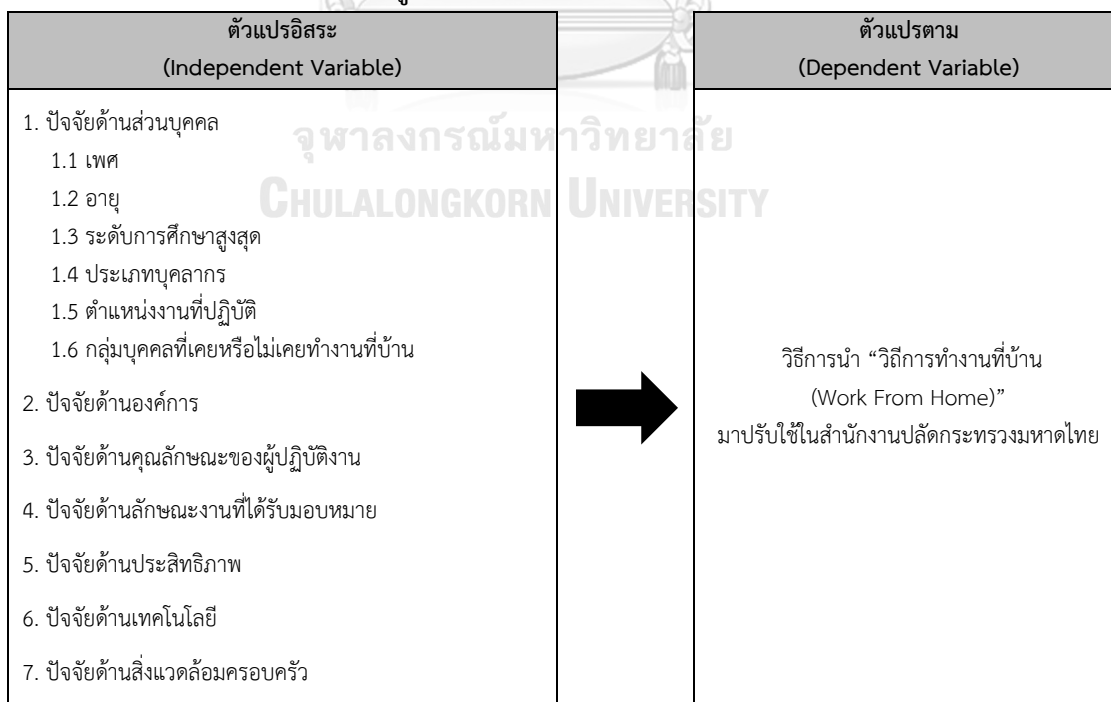 ตัวแปรอิสระ
(Independent Variable)
1. ปัจจัยด้านส่วนบุคคล
1.1 เพศ
1.2 อายุ
1.3 ระดับการศึกษาสูงสุด
1.4 ประเภทบุคลากร
1.5 ตำแหน่งงานที่ปฏิบัติ
1.6 กลุ่มบุคคลที่เคยหรือไม่เคยทำงานที่บ้าน
2. ปัจจัยด้านองค์การ
3. ปัจจัยด้านคุณลักษณะของผู้ปฏิบัติงาน
4. ปัจจัยด้านลักษณะงานที่ได้รับมอบหมาย
5. ปัจจัยด้านประสิทธิภาพ
6. ปัจจัยด้านเทคโนโลยี
7. ปัจจัยด้านสิ่งแวดล้อมครอบครัว
ตัวแปรตาม
(Dependent Variable)
วิธีการนำ “วิถีการทำงานที่บ้าน
(Work From Home)”
มาปรับใช้ในสำนักงานปลัดกระทรวงมหาดไทย
จุฬาลงกรณ์มหาวิทยาลัย
CHULALONGKORN UNIVERSITY